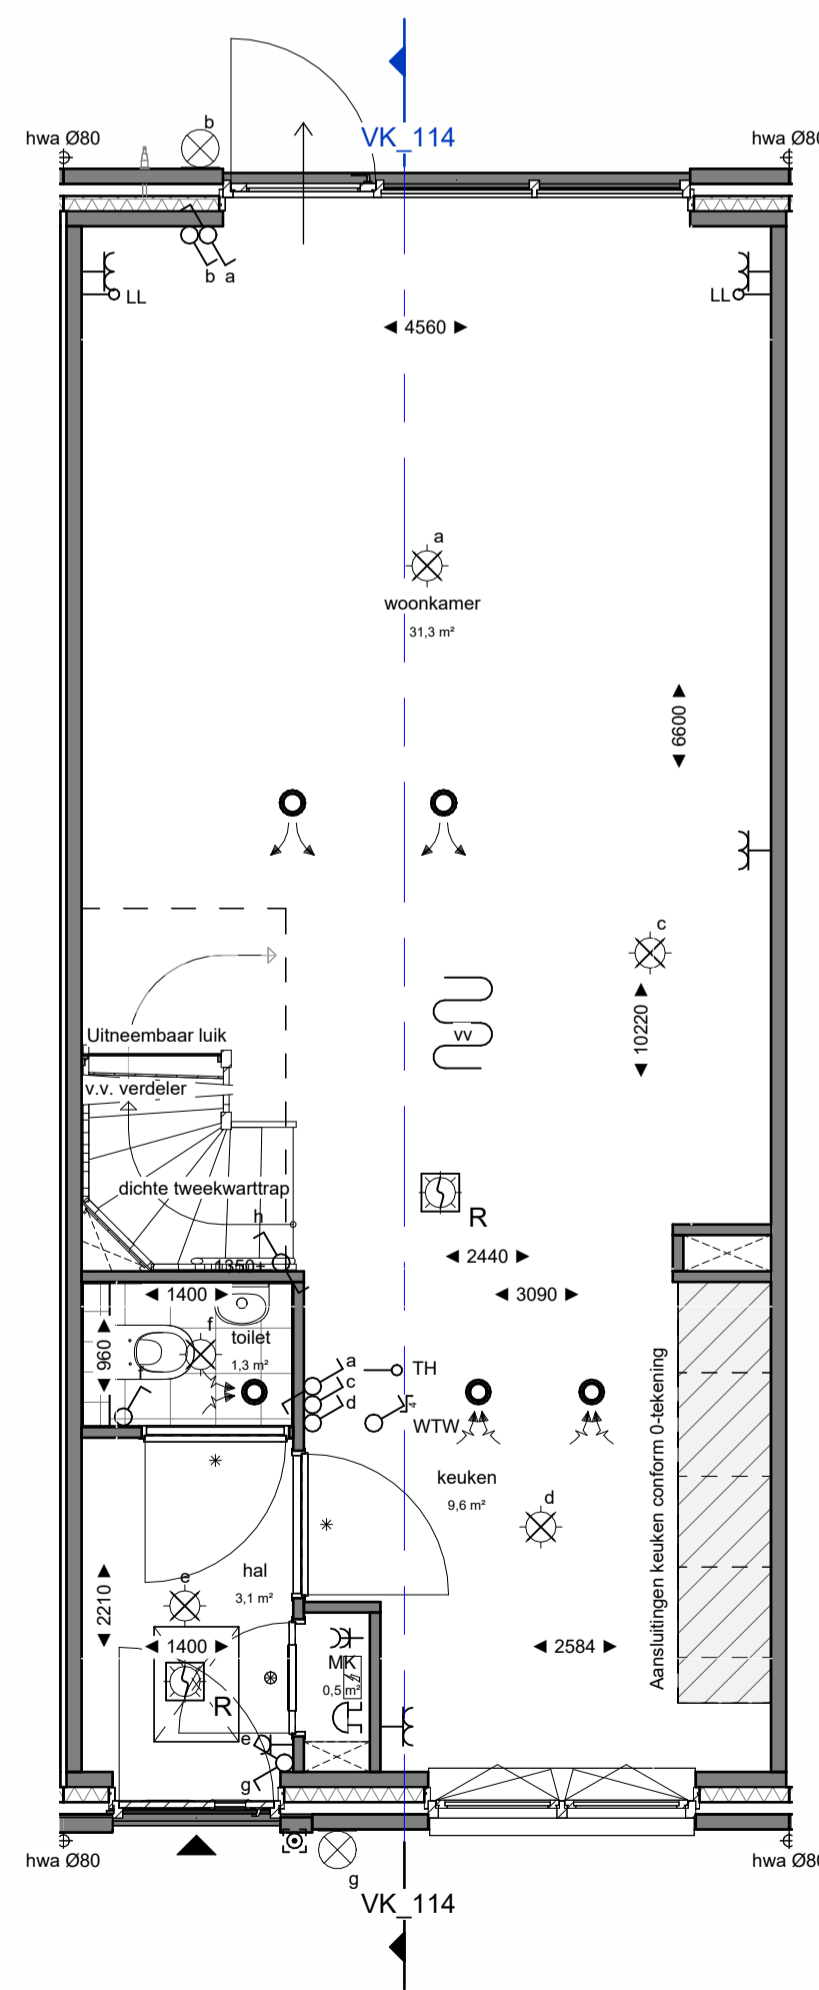 b
VK_114
hwa Ø80
hwa Ø80
b a
LL
LL
4560
a
woonkamer
31,3 m²
6600
c
10220
Uitneembaar luik
vv
v.v. verdeler
dichte tweekwarttrap
h
R
1350+
2440
1400
3090
f
toilet
960
1,3 m²
a
TH
c
d
4
WTW
keuken
9,6 m²
d
Aansluitingen keuken conform 0-tekening
hal
e
3,1 m²
2210
1400
2584
MK
0,5 m²
R
e
g
hwa Ø80
hwa Ø80
g
VK_114